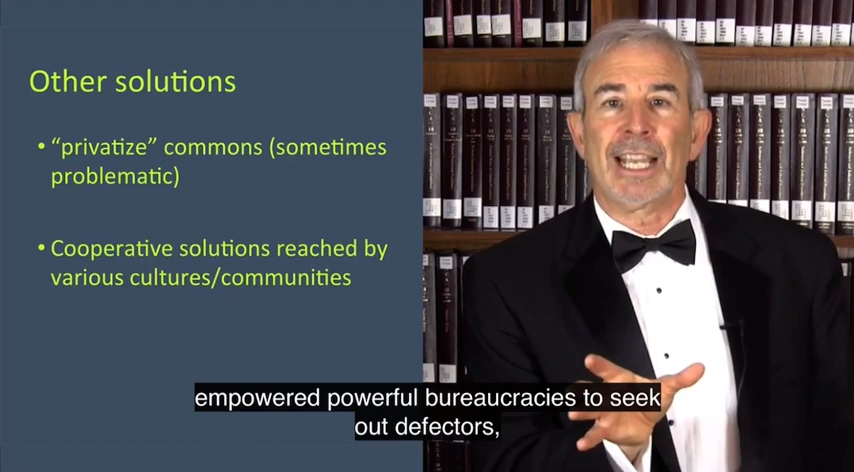 Other solutions
• “privatize” commons (sometimes
problematic)
• Cooperative solutions reached by
various cultures/communities
empowered powerful bureaucracies to seek
out defectors,